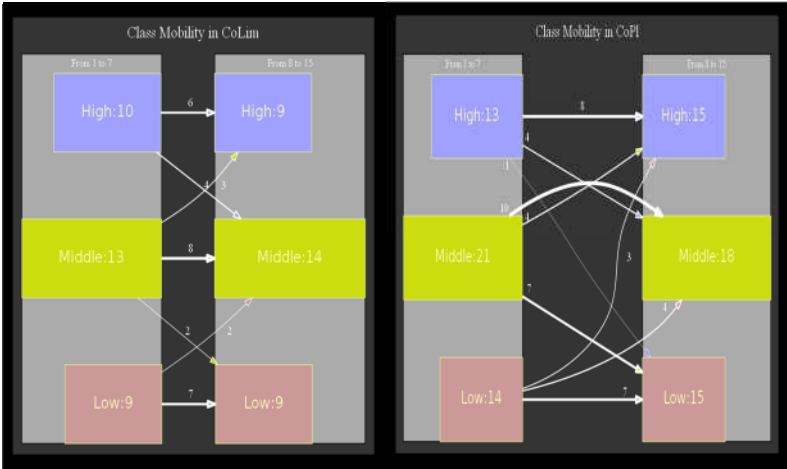 Class Mobility in CoLim
From 1 to 7
From 8 to 15
High:10
6
High:9
4
3
Middle:13
8
Middle:14
2
2
Low:9
7
Low:9
Class Mobility in CoPl
From 1 to 7
From 8 to 15
High:13
8
High:15
4
1
10
4
Middle:21
Middle:18
3
7
4
Low:14
7
Low:15